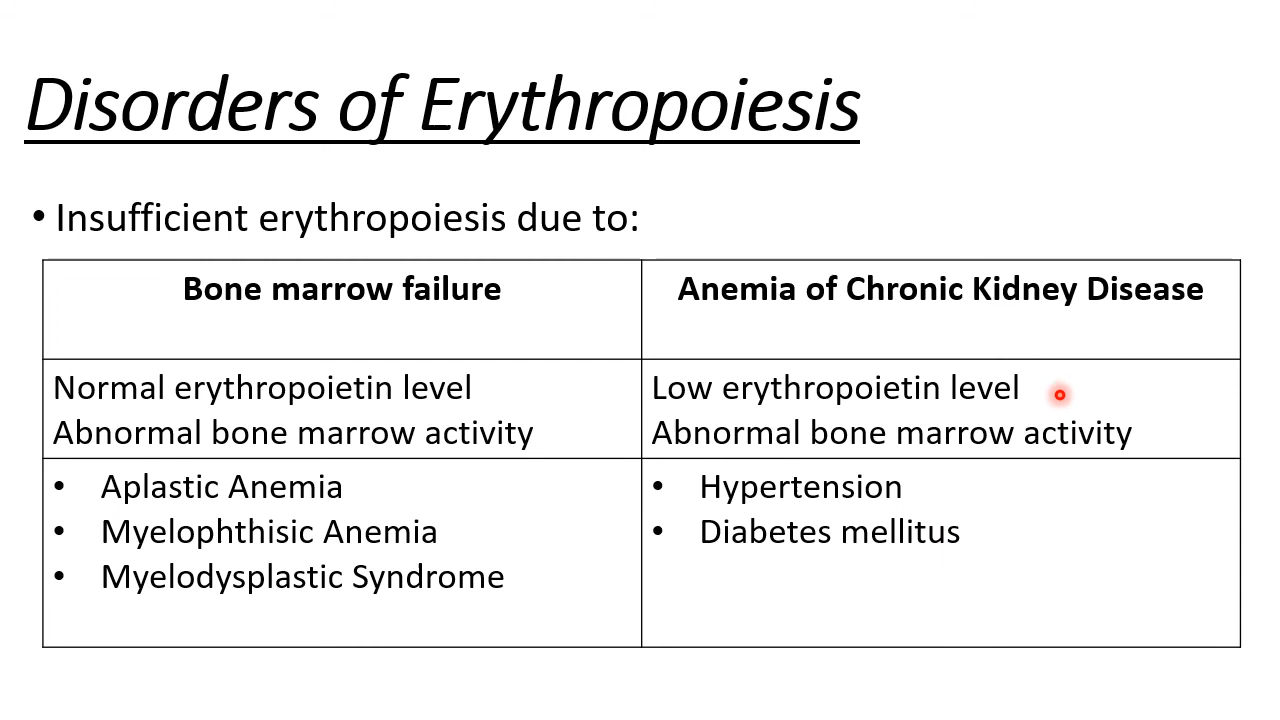 Disorders of Erythropoiesis
• Insufficient erythropoiesis due to:
Bone marrow failure
Anemia of Chronic Kidney Disease
Normal erythropoietin level
Abnormal bone marrow activity
Low erythropoietin level
Abnormal bone marrow activity
• Aplastic Anemia
• Myelophthisic Anemia
• Myelodysplastic Syndrome
• Hypertension
• Diabetes mellitus